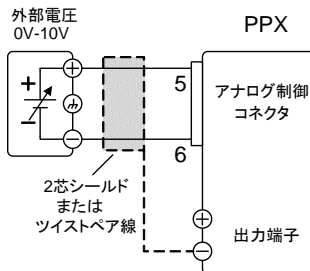 外部電圧
0V-10V
PPX
5
アナログ制御
コネクタ
6
2芯シールド
または
ツイストペア線
出力端子